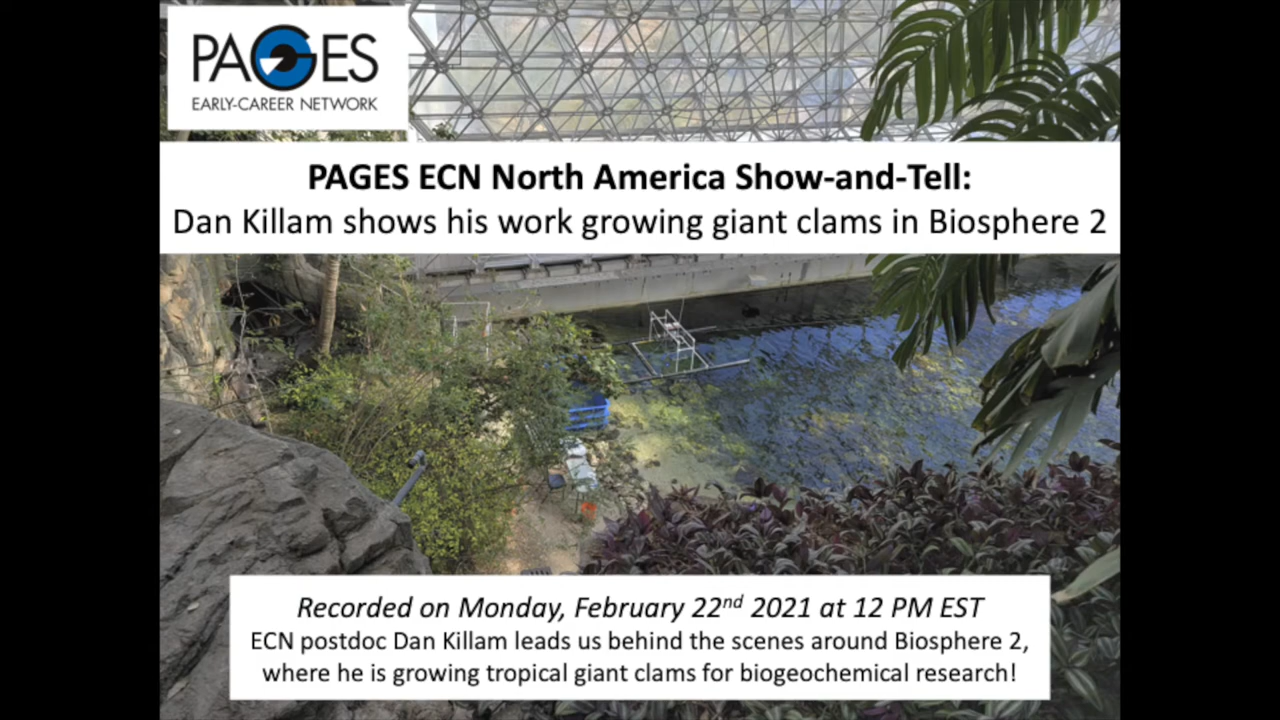 PAGES
EARLY-CAREER NETWORK
PAGES ECN North America Show-and-Tell:
Dan Killam shows his work growing giant clams in Biosphere 2
Recorded on Monday, February 22nd 2021 at 12 PM EST
ECN postdoc Dan Killam leads us behind the scenes around Biosphere 2,
where he is growing tropical giant clams for biogeochemical research!